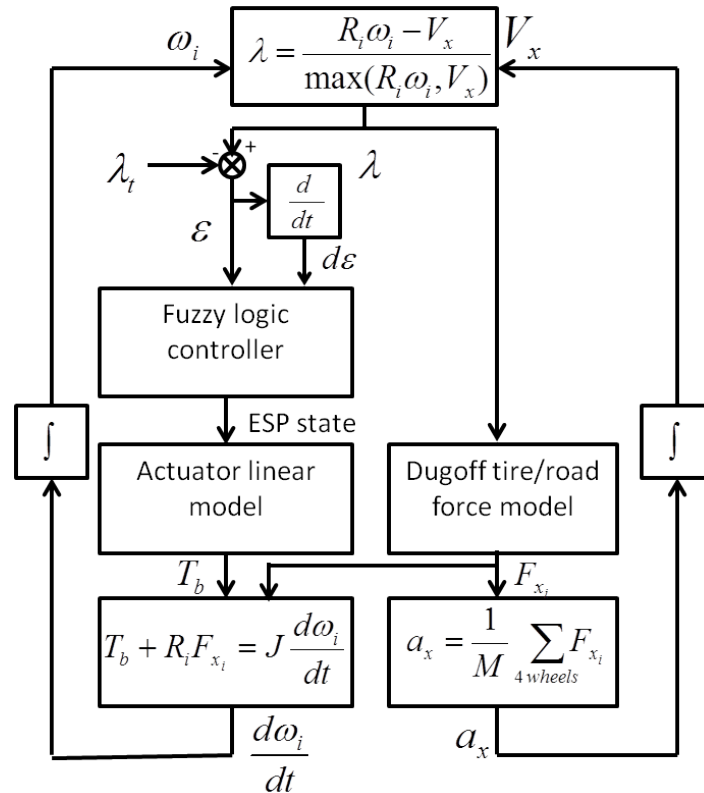 ω_i
λ = (R_i ω_i − V_x) / max(R_i ω_i, V_x)
V_x
- +
λ_t
λ
d/dt
ε
dε
Fuzzy logic
controller
ESP state
∫
∫
Actuator linear
model
Dugoff tire/road
force model
T_b
F_{x_i}
T_b + R_i F_{x_i} = J dω_i/dt
a_x = 1/M ∑_{4 wheels} F_{x_i}
dω_i/dt
a_x